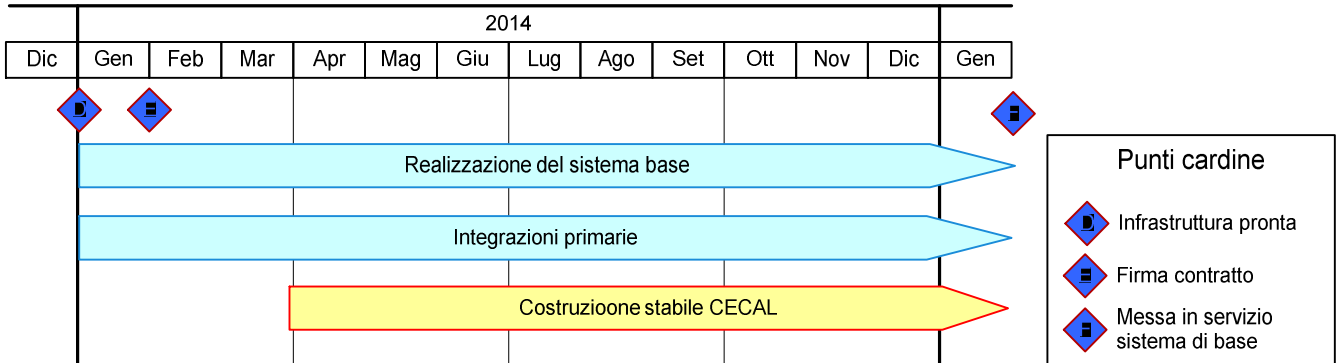 2014
Dic Gen Feb Mar Apr Mag Giu Lug Ago Set Ott Nov Dic Gen
Realizzazione del sistema base
Integrazioni primarie
Costruzioone stabile CECAL
Punti cardine
Infrastruttura pronta
Firma contratto
Messa in servizio
sistema di base